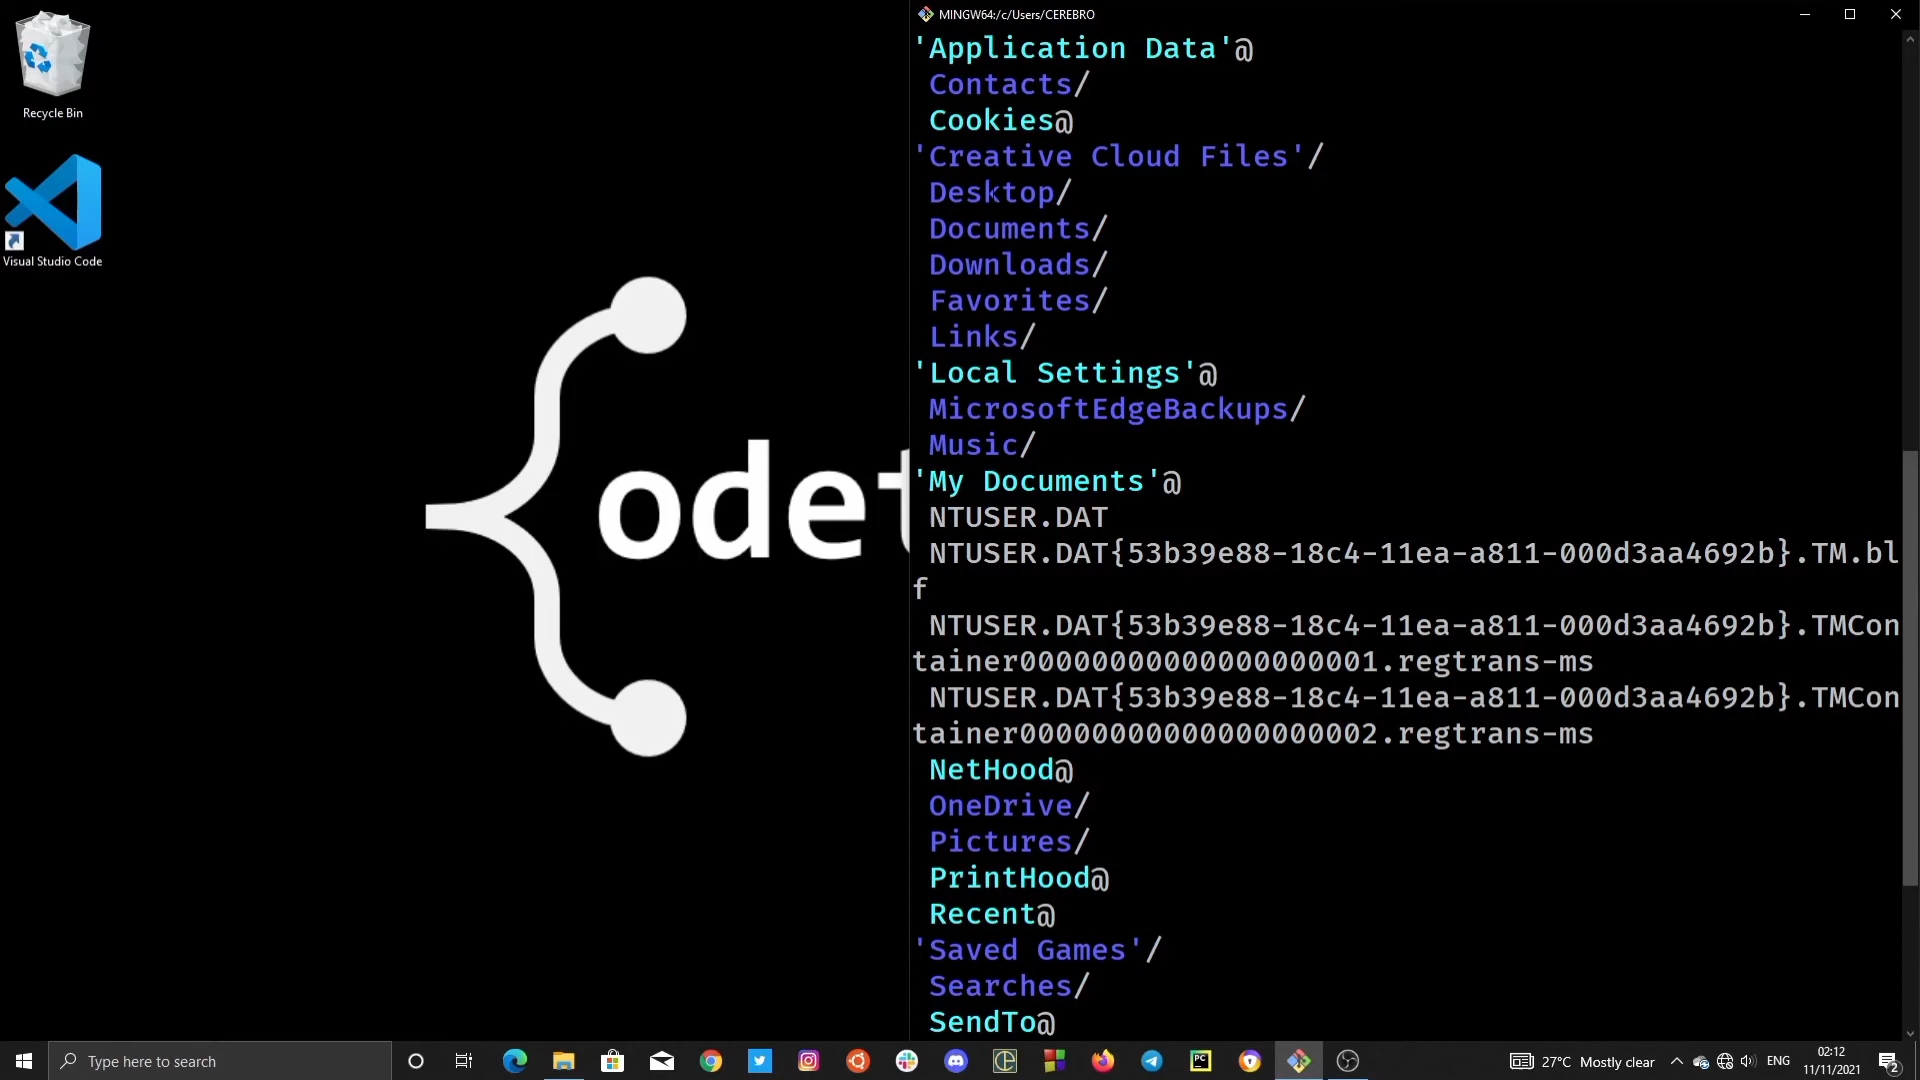 Recycle Bin
Visual Studio Code
odet
MINGW64:/c/Users/CEREBRO
'Application Data'@
Contacts/
Cookies@
'Creative Cloud Files'/
Desktop/
Documents/
Downloads/
Favorites/
Links/
'Local Settings'@
MicrosoftEdgeBackups/
Music/
'My Documents'@
NTUSER.DAT
NTUSER.DAT{53b39e88-18c4-11ea-a811-000d3aa4692b}.TM.bl
f
NTUSER.DAT{53b39e88-18c4-11ea-a811-000d3aa4692b}.TMCon
tainer00000000000000000001.regtrans-ms
NTUSER.DAT{53b39e88-18c4-11ea-a811-000d3aa4692b}.TMCon
tainer00000000000000000002.regtrans-ms
NetHood@
OneDrive/
Pictures/
PrintHood@
Recent@
'Saved Games'/
Searches/
SendTo@
Type here to search
PC
27°C Mostly clear
ENG
02:12
11/11/2021
2